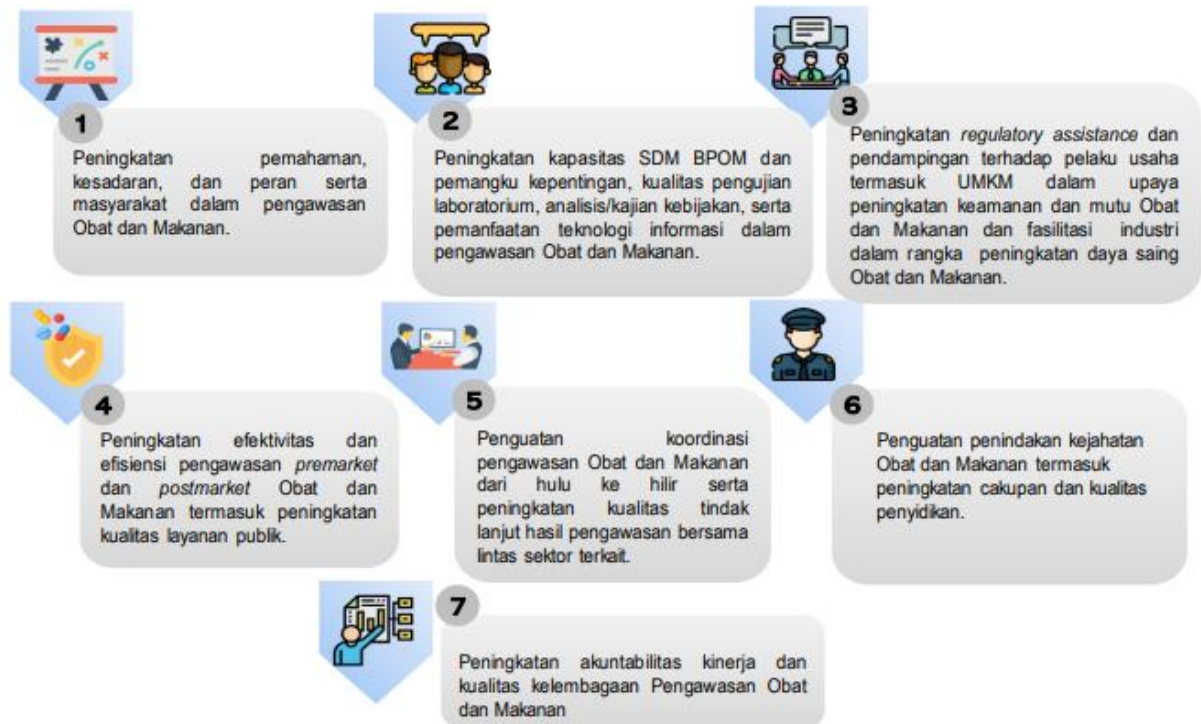 1
Peningkatan pemahaman,
kesadaran, dan peran serta
masyarakat dalam pengawasan
Obat dan Makanan.
2
Peningkatan kapasitas SDM BPOM dan
pemangku kepentingan, kualitas pengujian
laboratorium, analisis/kajian kebijakan, serta
pemanfaatan teknologi informasi dalam
pengawasan Obat dan Makanan.
3
Peningkatan regulatory assistance dan
pendampingan terhadap pelaku usaha
termasuk UMKM dalam upaya
peningkatan keamanan dan mutu Obat
dan Makanan dan fasilitasi industri
dalam rangka peningkatan daya saing
Obat dan Makanan.
4
Peningkatan efektivitas dan
efisiensi pengawasan premarket
dan postmarket Obat dan
Makanan termasuk peningkatan
kualitas layanan publik.
5
Penguatan koordinasi
pengawasan Obat dan Makanan
dari hulu ke hilir serta
peningkatan kualitas tindak
lanjut hasil pengawasan bersama
lintas sektor terkait.
6
Penguatan penindakan kejahatan
Obat dan Makanan termasuk
peningkatan cakupan dan kualitas
penyidikan.
7
Peningkatan akuntabilitas kinerja dan
kualitas kelembagaan Pengawasan Obat
dan Makanan